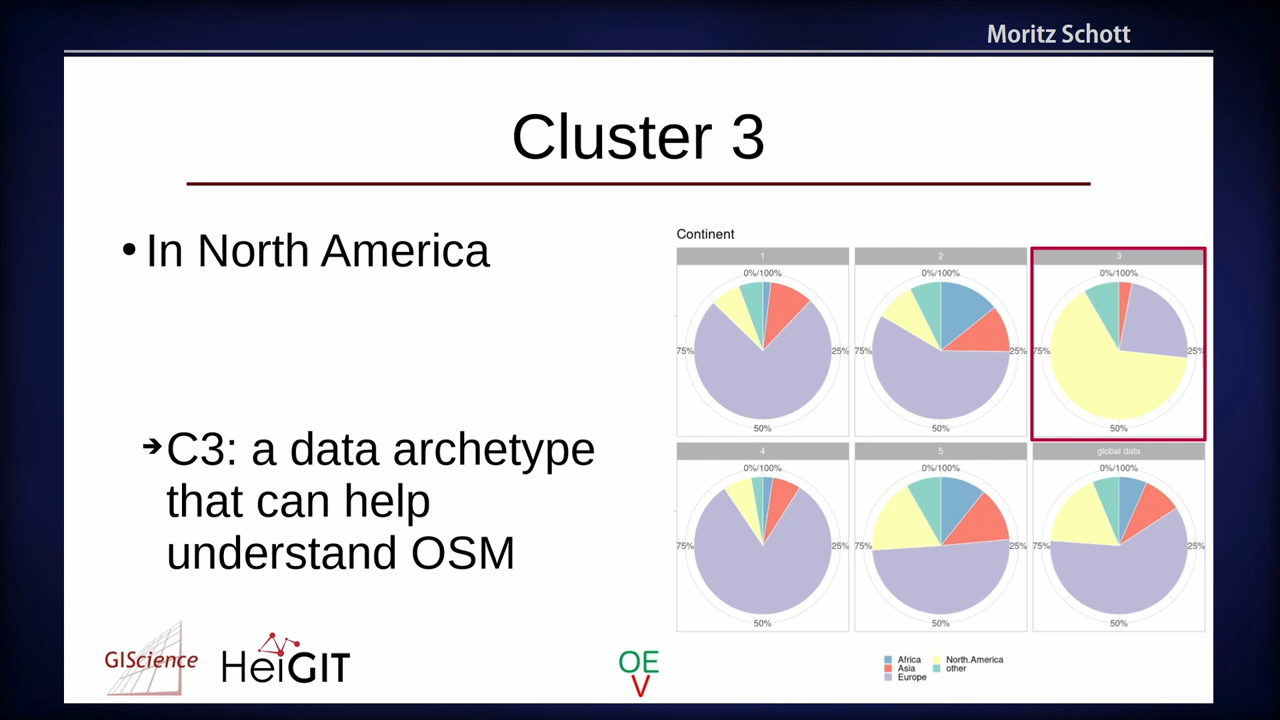 Moritz Schott
Cluster 3
• In North America
➔ C3: a data archetype
that can help
understand OSM
Continent
1
2
3
0%/100%
0%/100%
0%/100%
75%
25%
75%
25%
75%
25%
50%
50%
50%
4
5
global data
0%/100%
0%/100%
0%/100%
75%
25%
75%
25%
75%
25%
50%
50%
50%
Africa
North.America
Asia
other
Europe
GIScience
HeiGIT
OE
V